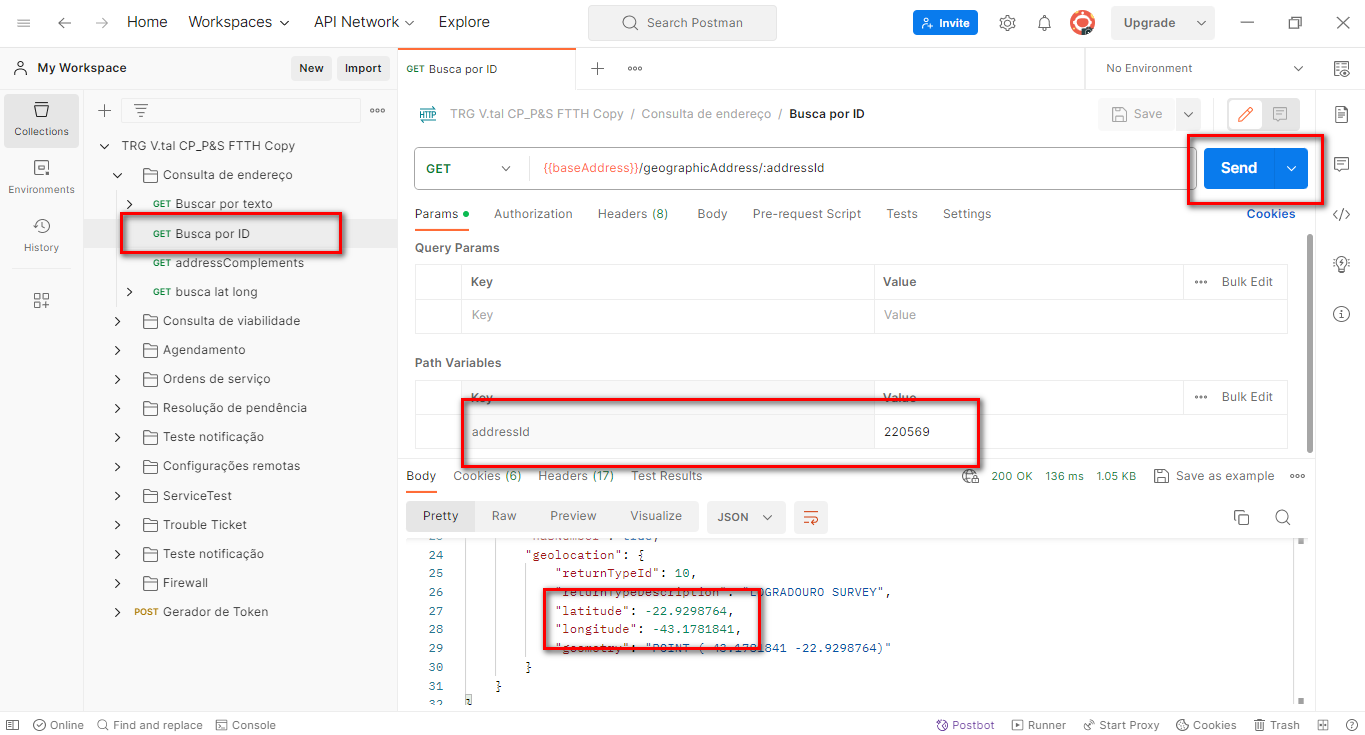 Home Workspaces API Network Explore Search Postman Invite Upgrade
My Workspace New Import GET Busca por ID No Environment
Collections
Environments
History
TRG V.tal CP_P&S FTTH Copy
Consulta de endereço
GET Buscar por texto
GET Busca por ID
GET addressComplements
GET busca lat long
Consulta de viabilidade
Agendamento
Ordens de serviço
Resolução de pendência
Teste notificação
Configurações remotas
ServiceTest
Trouble Ticket
Teste notificação
Firewall
POST Gerador de Token
HTTP TRG V.tal CP_P&S FTTH Copy / Consulta de endereço / Busca por ID Save
GET {{baseAddress}}/geographicAddress/:addressId Send
Params Authorization Headers (8) Body Pre-request Script Tests Settings Cookies
Query Params
Key Value Bulk Edit
Key Value
Path Variables
Key Value Bulk Edit
addressId 220569
Body Cookies (6) Headers (17) Test Results 200 OK 136 ms 1.05 KB Save as example
Pretty Raw Preview Visualize JSON
24 "geolocation": {
25 "returnTypeId": 10,
26 "returnTypeDescription": "LOGRADOURO SURVEY",
27 "latitude": -22.9298764,
28 "longitude": -43.1781841,
29 "geometry": "POINT (-43.1781841 -22.9298764)"
30 }
31 }
32 }
Online Find and replace Console Postbot Runner Start Proxy Cookies Trash